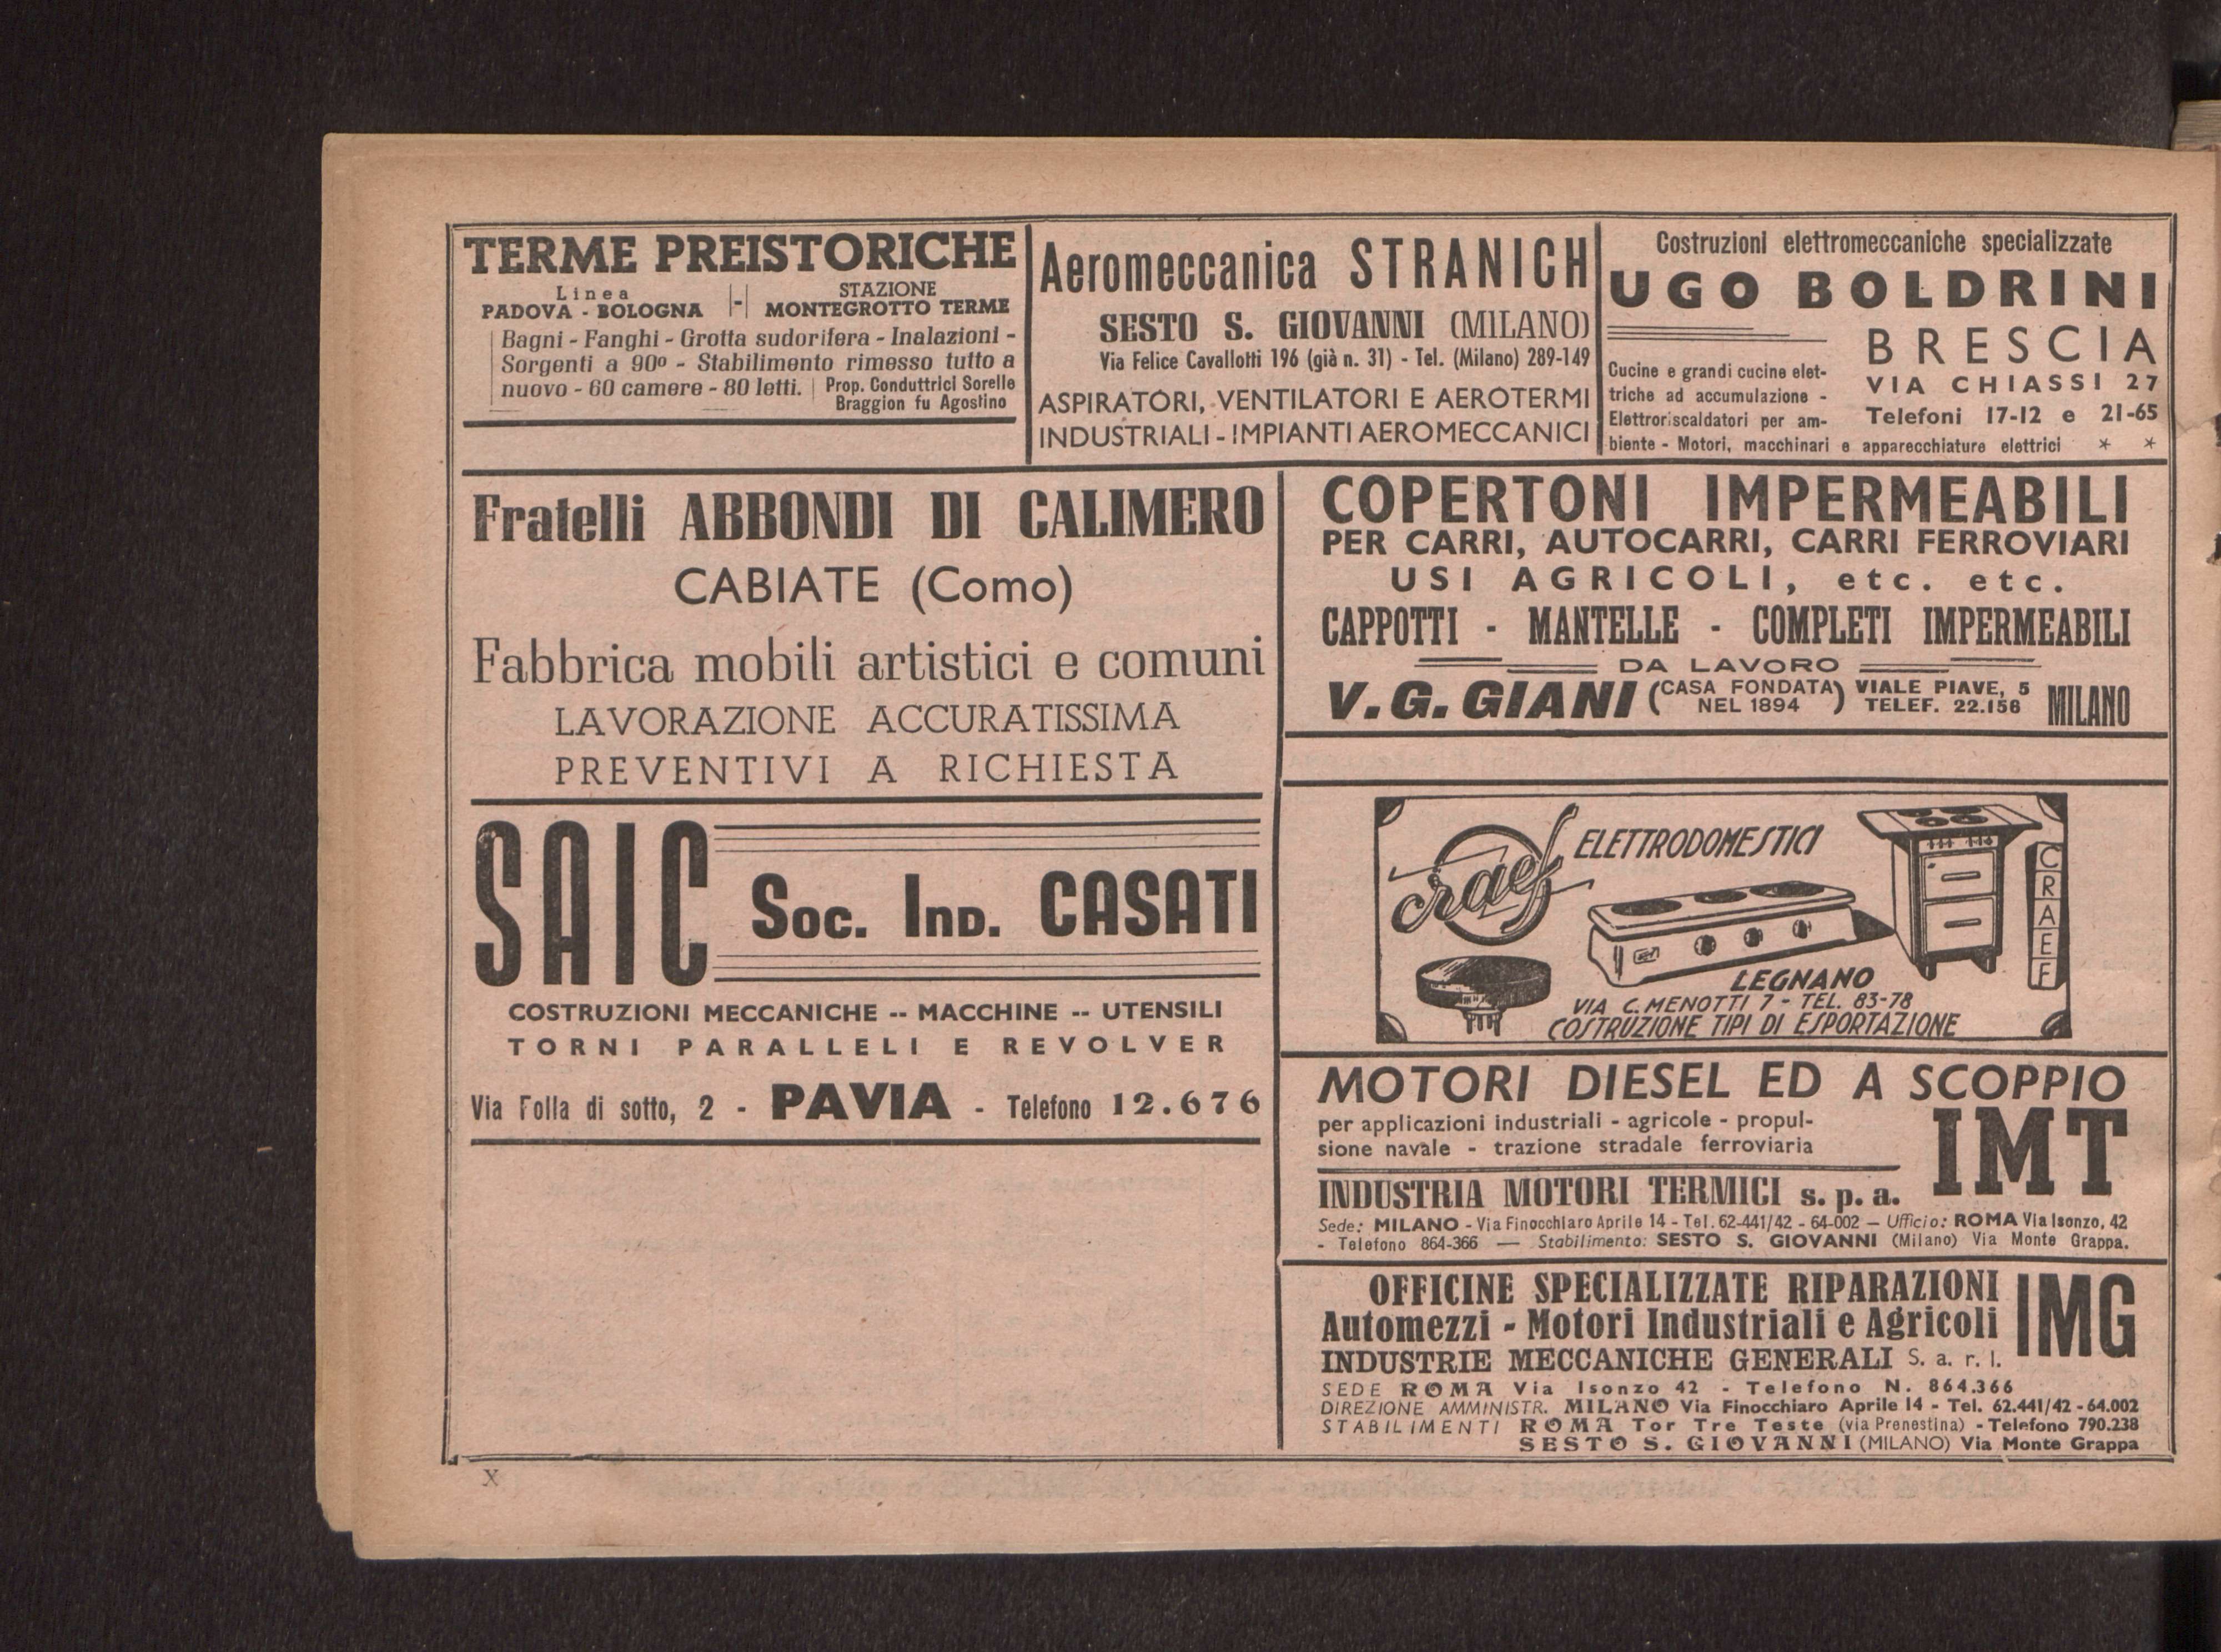 TERME PREISTORICHE
Linea
PADOVA - BOLOGNA
|-|
STAZIONE
MONTEGROTTO TERME
Bagni - Fanghi - Grotta sudorifera - Inalazioni -
Sorgenti a 90º - Stabilimento rimesso tutto a
nuovo - 60 camere - 80 letti.
Prop. Conduttrici Sorelle
Braggion fu Agostino
Aeromeccanica STRANICH
SESTO S. GIOVANNI (MILANO)
Via Felice Cavallotti 196 (già n. 31) - Tel. (Milano) 289-149
ASPIRATORI, VENTILATORI E AEROTERMI
INDUSTRIALI - IMPIANTI AEROMECCANICI
Costruzioni elettromeccaniche specializzate
UGO BOLDRINI
BRESCIA
VIA CHIASSI 27
Telefoni 17-12 e 21-65
Cucine e grandi cucine elet-
triche ad accumulazione -
Elettroriscaldatori per am-
biente - Motori, macchinari e apparecchiature elettrici * *
Fratelli ABBONDI DI CALIMERO
CABIATE (Como)
Fabbrica mobili artistici e comuni
LAVORAZIONE ACCURATISSIMA
PREVENTIVI A RICHIESTA
SAIC Soc. IND. CASATI
COSTRUZIONI MECCANICHE -- MACCHINE -- UTENSILI
TORNI PARALLELI E REVOLVER
Via Folla di sotto, 2 - PAVIA - Telefono 12.676
COPERTONI IMPERMEABILI
PER CARRI, AUTOCARRI, CARRI FERROVIARI
USI AGRICOLI, etc. etc.
CAPPOTTI - MANTELLE - COMPLETI IMPERMEABILI
DA LAVORO
V. G. GIANI (CASA FONDATA NEL 1894) VIALE PIAVE, 5 TELEF. 22.156 MILANO
craef ELETTRODOMESTICI
CRAEF
LEGNANO
VIA C. MENOTTI 7 - TEL. 83-78
COSTRUZIONE TIPI DI ESPORTAZIONE
MOTORI DIESEL ED A SCOPPIO
per applicazioni industriali - agricole - propul-
sione navale - trazione stradale ferroviaria
IMT
INDUSTRIA MOTORI TERMICI s. p. a.
Sede: MILANO - Via Finocchiaro Aprile 14 - Tel. 62-441/42 - 64-002 — Ufficio: ROMA Via Isonzo, 42
- Telefono 864-366 — Stabilimento: SESTO S. GIOVANNI (Milano) Via Monte Grappa.
OFFICINE SPECIALIZZATE RIPARAZIONI
Automezzi - Motori Industriali e Agricoli
IMG
INDUSTRIE MECCANICHE GENERALI S. a. r. l.
SEDE ROMA Via Isonzo 42 - Telefono N. 864.366
DIREZIONE AMMINISTR. MILANO Via Finocchiaro Aprile 14 - Tel. 62.441/42 - 64.002
STABILIMENTI ROMA Tor Tre Teste (via Prenestina) - Telefono 790.238
SESTO S. GIOVANNI (MILANO) Via Monte Grappa
X